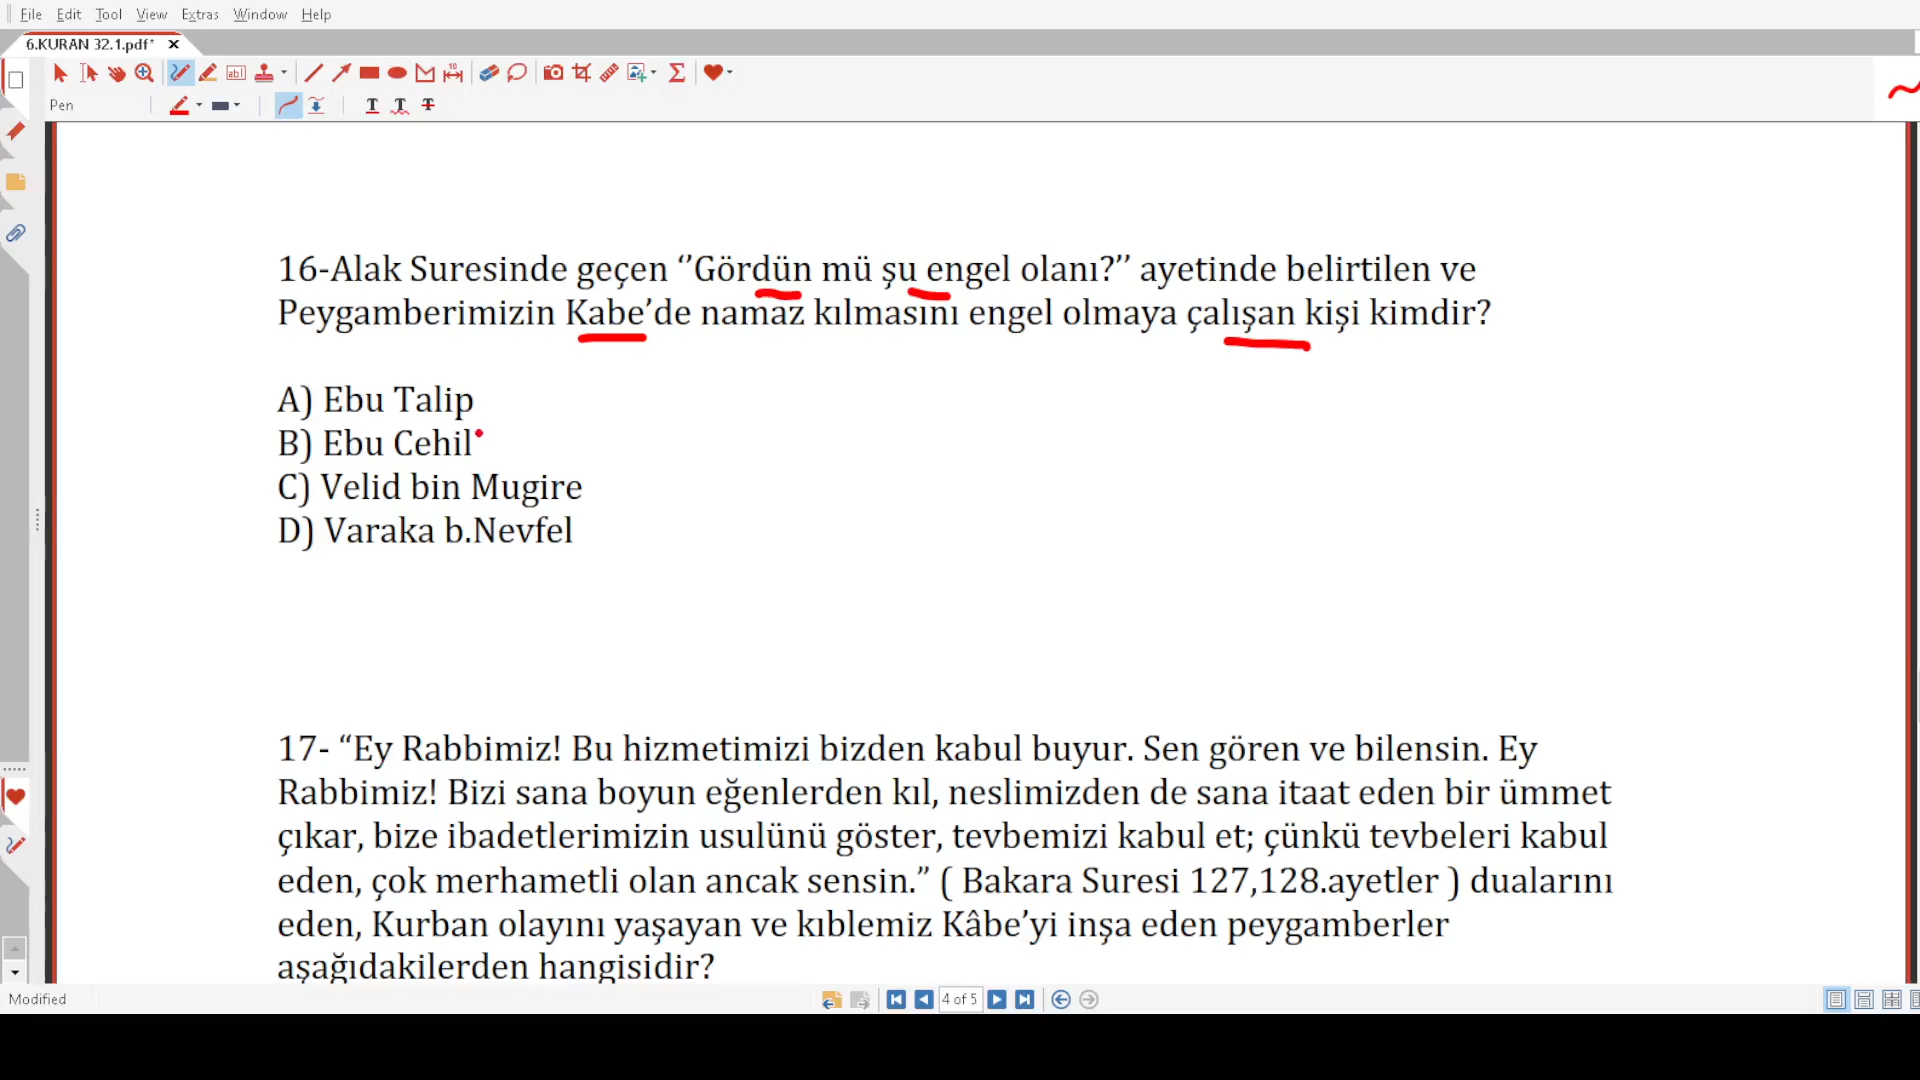 File Edit Tool View Extras Window Help
6.KURAN 32.1.pdf*
Pen
16-Alak Suresinde geçen ‘’Gördün mü şu engel olanı?’’ ayetinde belirtilen ve
Peygamberimizin Kabe’de namaz kılmasını engel olmaya çalışan kişi kimdir?
A) Ebu Talip
B) Ebu Cehil
C) Velid bin Mugire
D) Varaka b.Nevfel
17- “Ey Rabbimiz! Bu hizmetimizi bizden kabul buyur. Sen gören ve bilensin. Ey
Rabbimiz! Bizi sana boyun eğenlerden kıl, neslimizden de sana itaat eden bir ümmet
çıkar, bize ibadetlerimizin usulünü göster, tevbemizi kabul et; çünkü tevbeleri kabul
eden, çok merhametli olan ancak sensin.” ( Bakara Suresi 127,128.ayetler ) dualarını
eden, Kurban olayını yaşayan ve kıblemiz Kâbe’yi inşa eden peygamberler
aşağıdakilerden hangisidir?
Modified
4 of 5